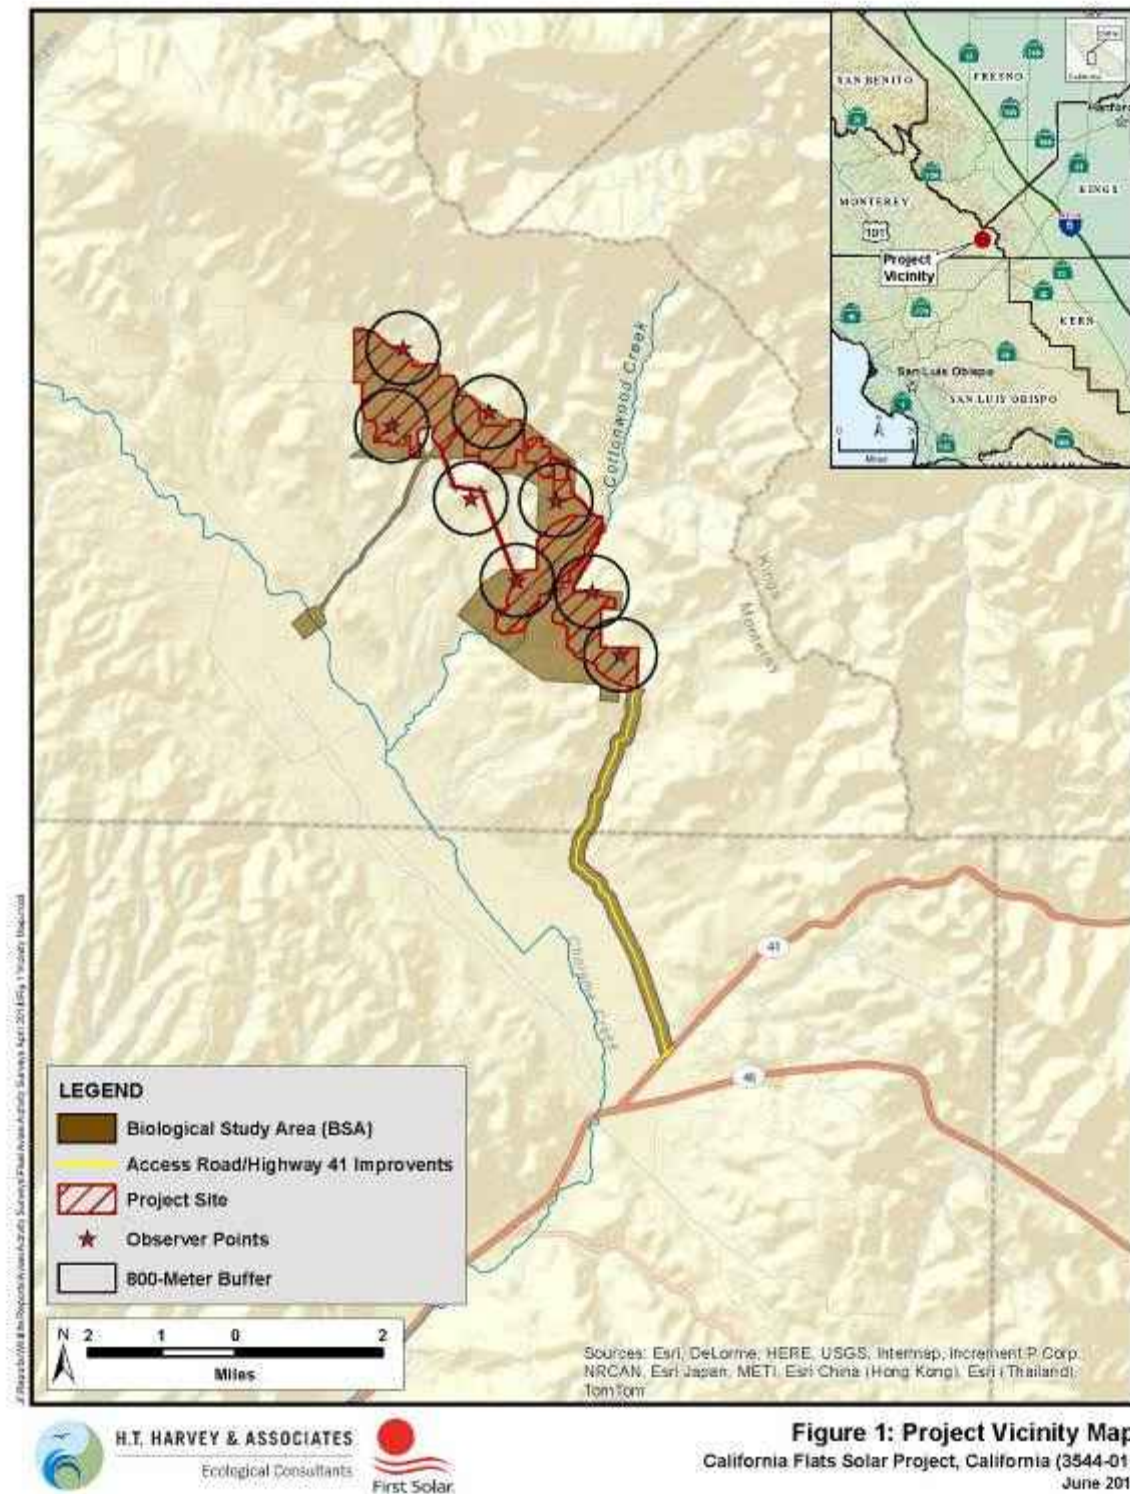 SAN BENITO
FRESNO
Hanford
MONTEREY
KINGS
101
5
Project
Vicinity
KERN
San Luis Obispo
SAN LUIS OBISPO
Miles
Cottonwood Creek
Kings
Monterey
41
46
LEGEND
Biological Study Area (BSA)
Access Road/Highway 41 Improvents
Project Site
Observer Points
800-Meter Buffer
N 2 1 0 2
Miles
Sources: Esri, DeLorme, HERE, USGS, Intermap, increment P Corp.,
NRCAN, Esri Japan, METI, Esri China (Hong Kong), Esri (Thailand),
TomTom
H.T. HARVEY & ASSOCIATES
Ecological Consultants
First Solar.
Figure 1: Project Vicinity Map
California Flats Solar Project, California (3544-01
June 201